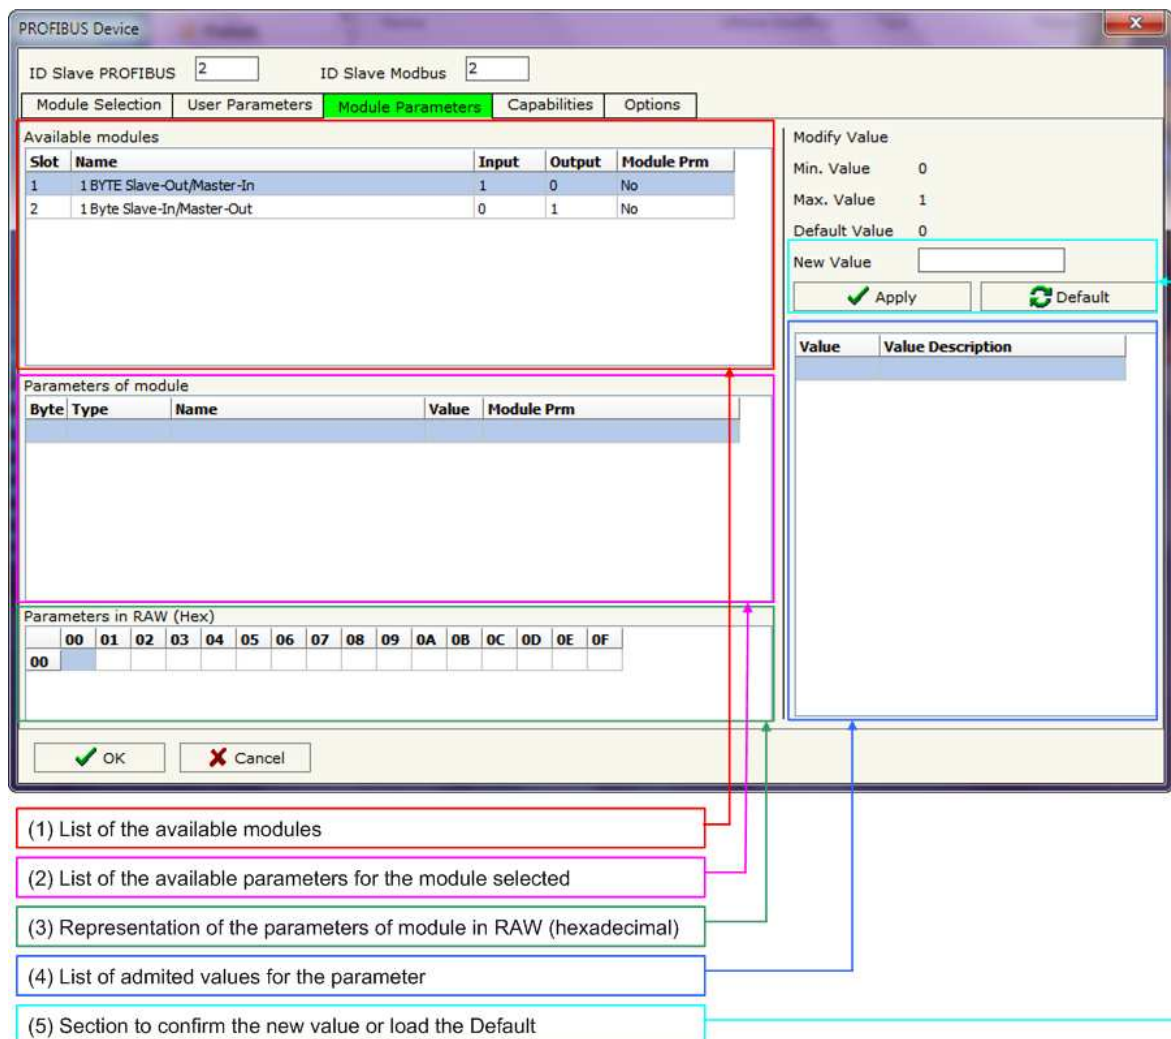 PROFIBUS Device
ID Slave PROFIBUS 2 ID Slave Modbus 2
Module Selection User Parameters Module Parameters Capabilities Options
Available modules
Slot Name Input Output Module Prm
1 1 BYTE Slave-Out/Master-In 1 0 No
2 1 Byte Slave-In/Master-Out 0 1 No
Parameters of module
Byte Type Name Value Module Prm
Parameters in RAW (Hex)
00 01 02 03 04 05 06 07 08 09 0A 0B 0C 0D 0E 0F
00
Modify Value
Min. Value 0
Max. Value 1
Default Value 0
New Value
Apply Default
Value Value Description
OK Cancel
(1) List of the available modules
(2) List of the available parameters for the module selected
(3) Representation of the parameters of module in RAW (hexadecimal)
(4) List of admited values for the parameter
(5) Section to confirm the new value or load the Default